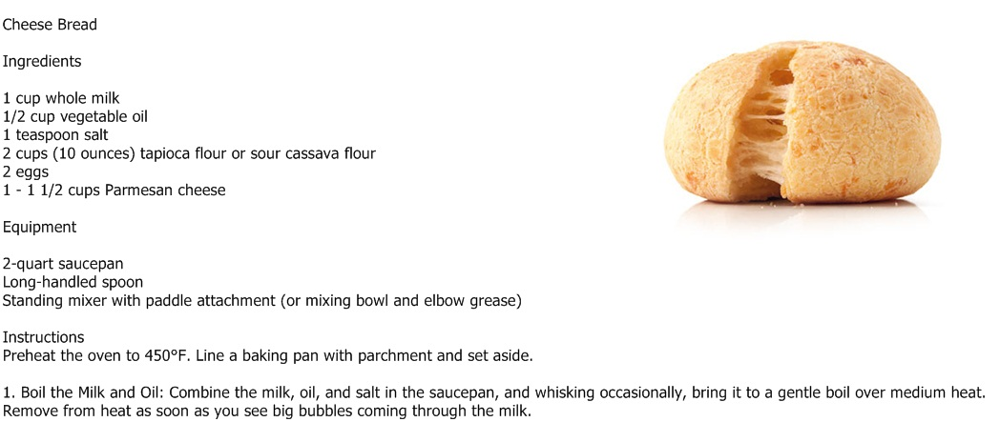 Cheese Bread
Ingredients
1 cup whole milk
1/2 cup vegetable oil
1 teaspoon salt
2 cups (10 ounces) tapioca flour or sour cassava flour
2 eggs
1 - 1 1/2 cups Parmesan cheese
Equipment
2-quart saucepan
Long-handled spoon
Standing mixer with paddle attachment (or mixing bowl and elbow grease)
Instructions
Preheat the oven to 450°F. Line a baking pan with parchment and set aside.
1. Boil the Milk and Oil: Combine the milk, oil, and salt in the saucepan, and whisking occasionally, bring it to a gentle boil over medium heat.
Remove from heat as soon as you see big bubbles coming through the milk.